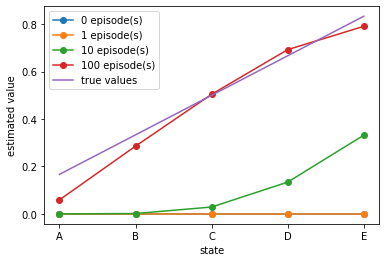 0 episode(s)
1 episode(s)
10 episode(s)
100 episode(s)
true values
estimated value
0.8
0.6
0.4
0.2
0.0
A B C D E
state